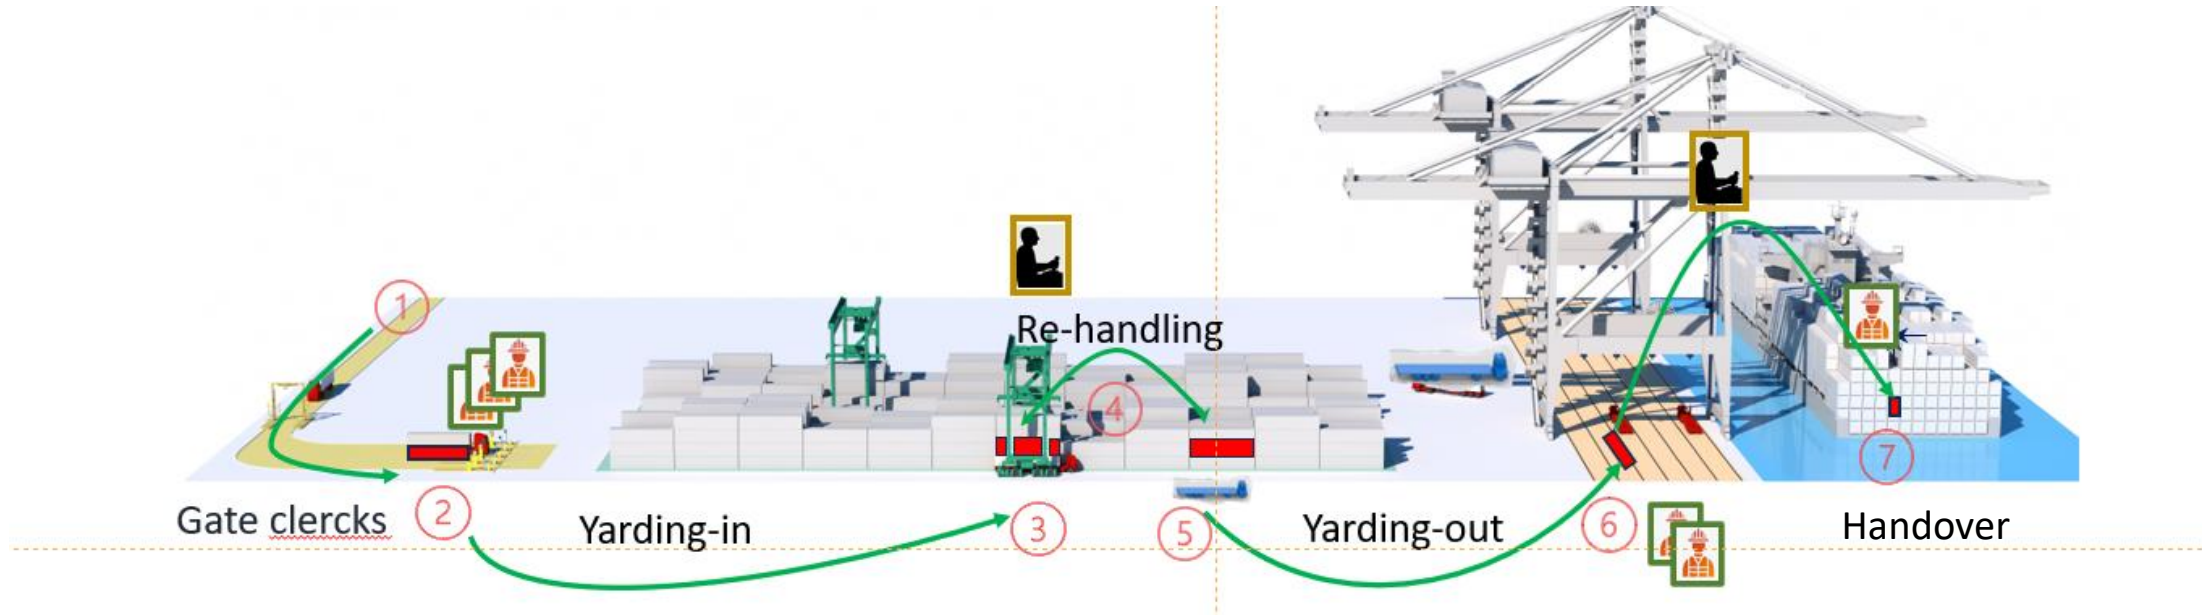 1
Re-handling
4
7
Gate clercks
2
Yarding-in
3
5
Yarding-out
6
Handover